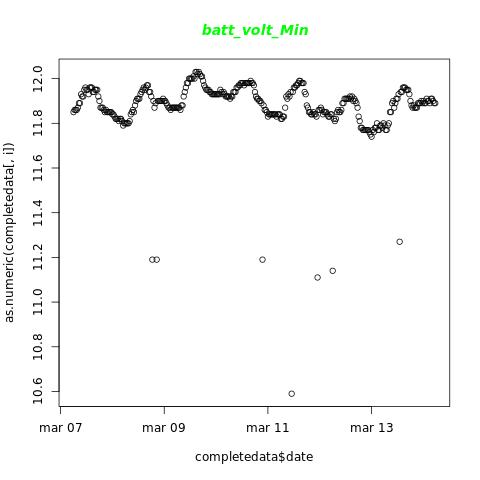 batt_volt_Min
as.numeric(completedata[, i])
12.0
11.8
11.6
11.4
11.2
11.0
10.8
10.6
mar 07 mar 09 mar 11 mar 13
completedata$date